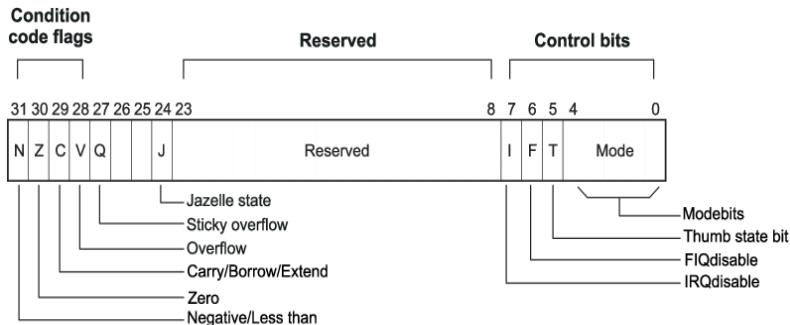 Condition
code flags
Reserved
Control bits
31 30 29 28 27 26 25 24 23 8 7 6 5 4 0
N Z C V Q J Reserved I F T Mode
Jazelle state
Sticky overflow
Overflow
Carry/Borrow/Extend
Zero
Negative/Less than
Modebits
Thumb state bit
FIQdisable
IRQdisable